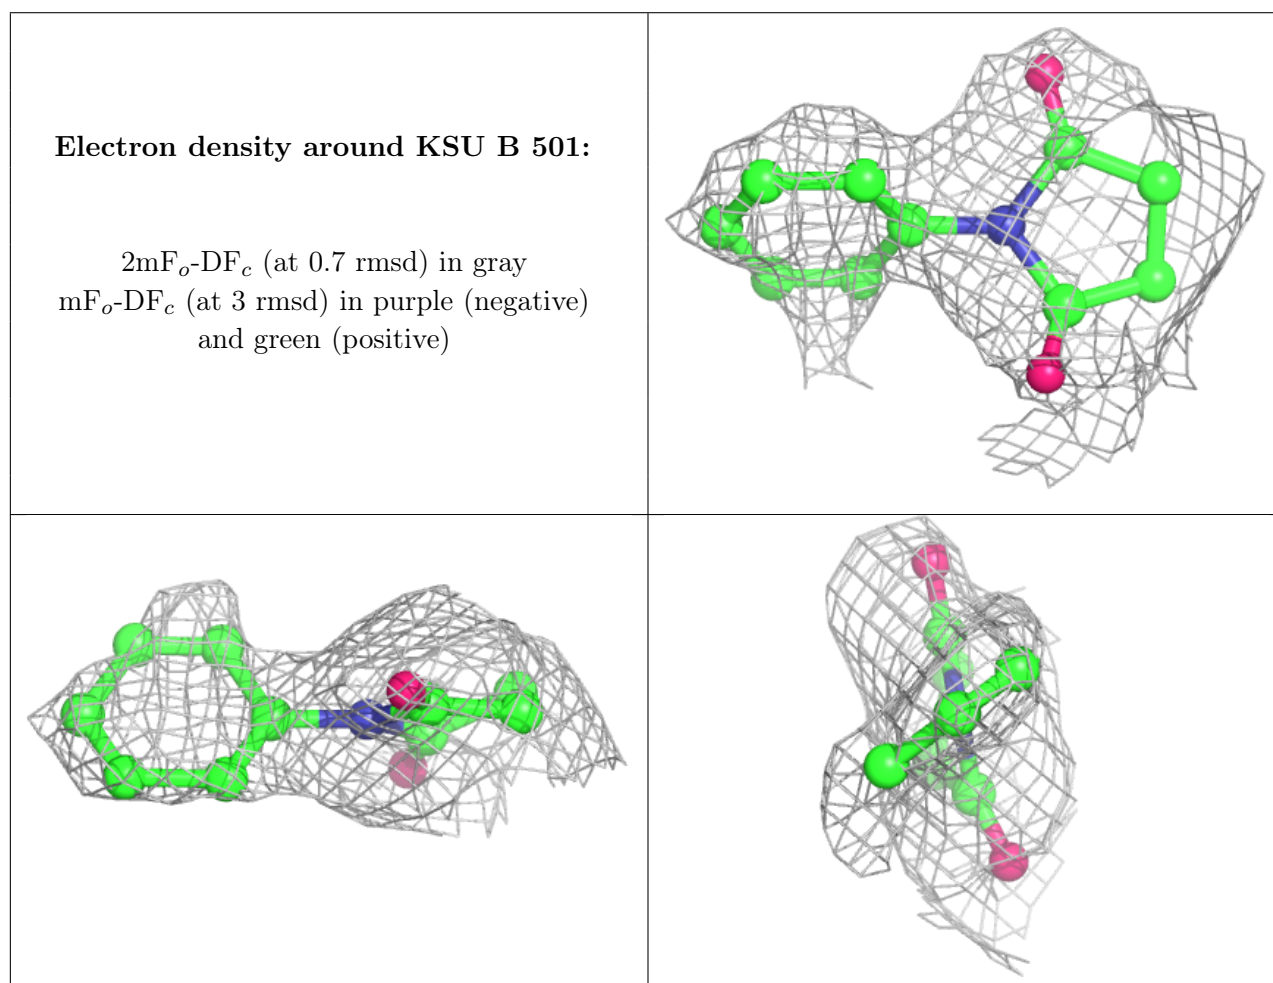 Electron density around KSU B 501:
2mFo-DFc (at 0.7 rmsd) in gray
mFo-DFc (at 3 rmsd) in purple (negative)
and green (positive)